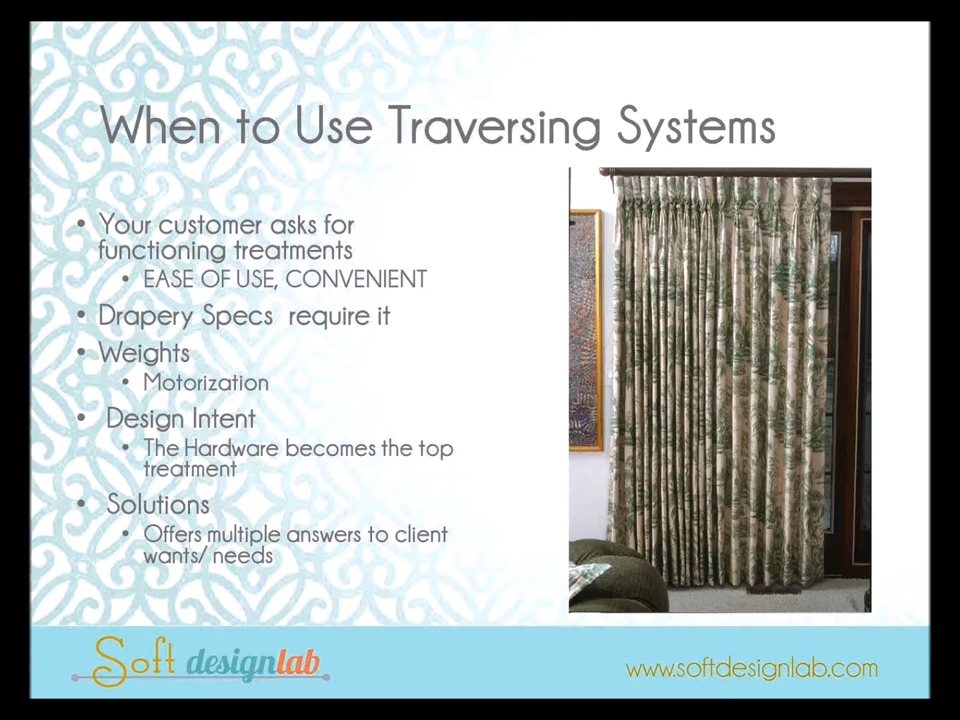 When to Use Traversing Systems
• Your customer asks for
functioning treatments
• EASE OF USE, CONVENIENT
• Drapery Specs  require it
• Weights
• Motorization
• Design Intent
• The Hardware becomes the top
treatment
• Solutions
• Offers multiple answers to client
wants/ needs
Soft designlab
www.softdesignlab.com